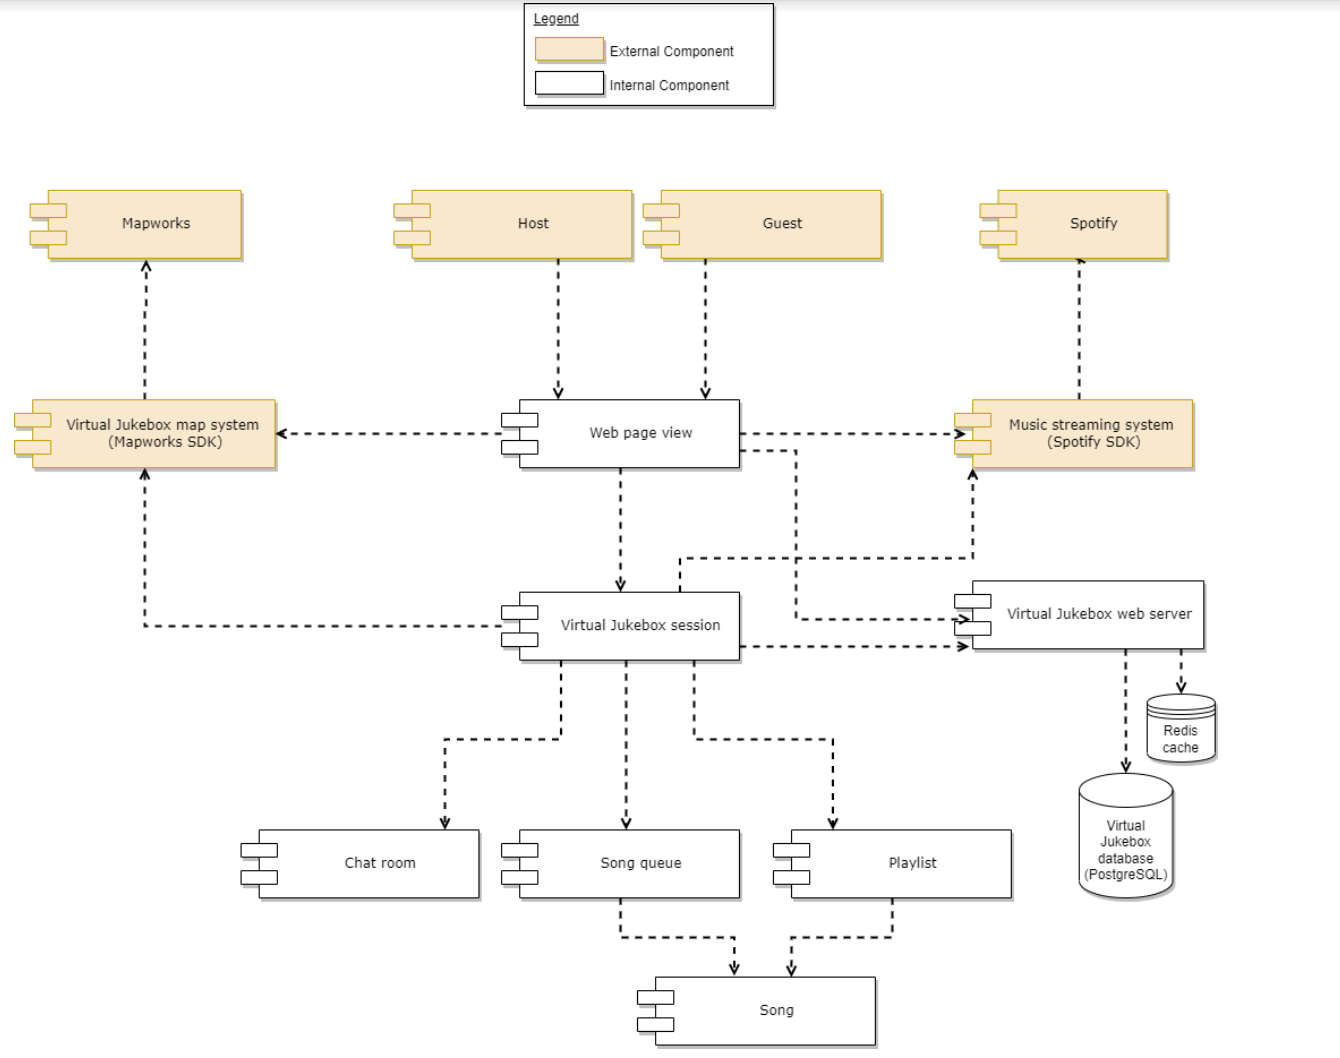 Legend
External Component
Internal Component
Mapworks
Host
Guest
Spotify
Virtual Jukebox map system
(Mapworks SDK)
Web page view
Music streaming system
(Spotify SDK)
Virtual Jukebox session
Virtual Jukebox web server
Redis
cache
Virtual
Jukebox
database
(PostgreSQL)
Chat room
Song queue
Playlist
Song